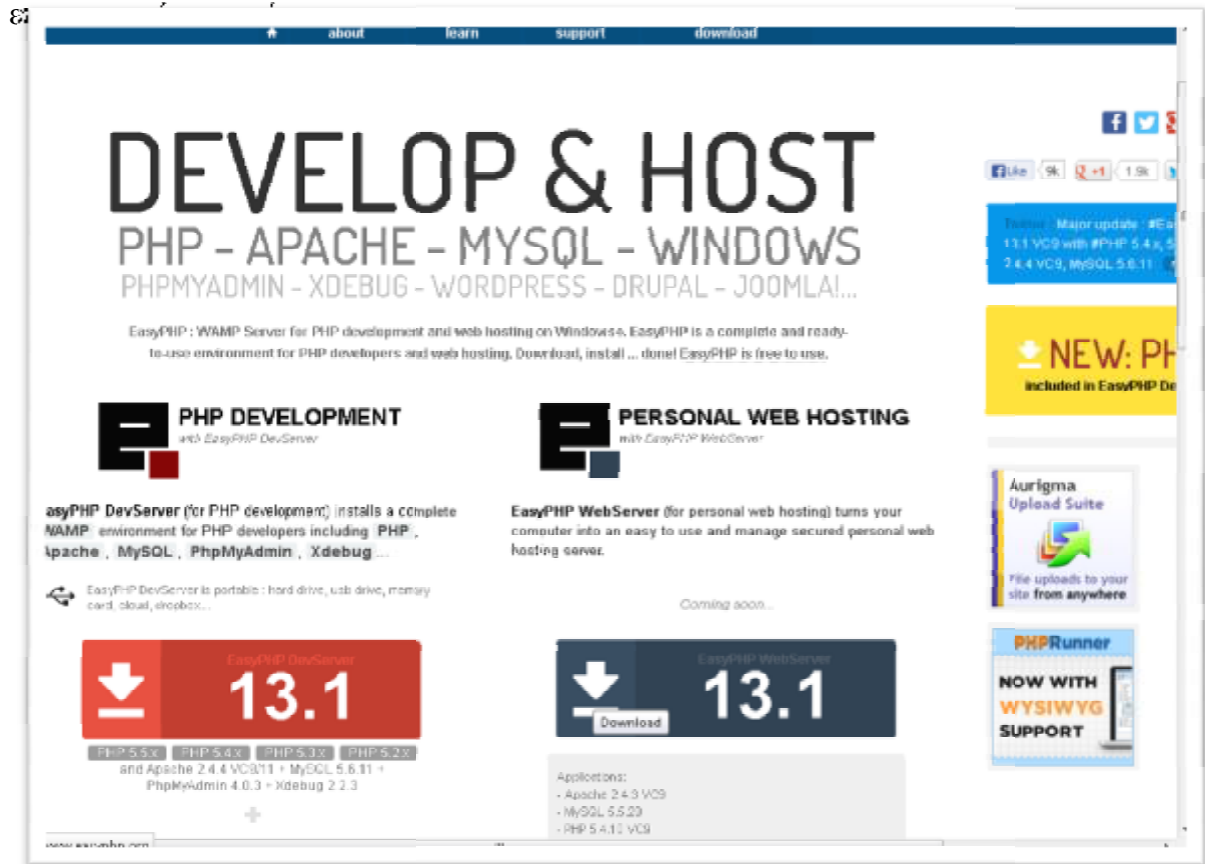 about learn support download
DEVELOP & HOST
PHP - APACHE - MYSQL - WINDOWS
PHPMYADMIN - XDEBUG - WORDPRESS - DRUPAL - JOOMLA!...
EasyPHP : WAMP Server for PHP development and web hosting on Windows. EasyPHP is a complete and ready-
to-use environment for PHP developers and web hosting. Download, install ... done! EasyPHP is free to use.
PHP DEVELOPMENT
with EasyPHP DevServer
asyPHP DevServer (for PHP development) installs a complete
WAMP environment for PHP developers including PHP ,
Apache , MySQL , PhpMyAdmin , Xdebug ...
EasyPHP DevServer is portable : hard drive, usb drive, memory
card, cloud, dropbox...
EasyPHP DevServer
13.1
PHP 5.5.x PHP 5.4.x PHP 5.3.x PHP 5.2.x
and Apache 2.4.4 VC9/11 + MySQL 5.6.11 +
PhpMyAdmin 4.0.3 + Xdebug 2.2.3
PERSONAL WEB HOSTING
with EasyPHP WebServer
EasyPHP WebServer (for personal web hosting) turns your
computer into an easy to use and manage secured personal web
hosting server.
Coming soon...
EasyPHP WebServer
13.1
Download
Applications:
- Apache 2.4.3 VC9
- MySQL 5.5.29
- PHP 5.4.10 VC9
Like 9k +1 1.9k
Twitter Major update : #Ea
13.1 VC9 with #PHP 5.4.x, 5
2.4.4 VC9, MySQL 5.6.11
NEW: PH
included in EasyPHP De
Aurigma
Upload Suite
File uploads to your
site from anywhere
PHPRunner
NOW WITH
WYSIWYG
SUPPORT
www.easyphp.org